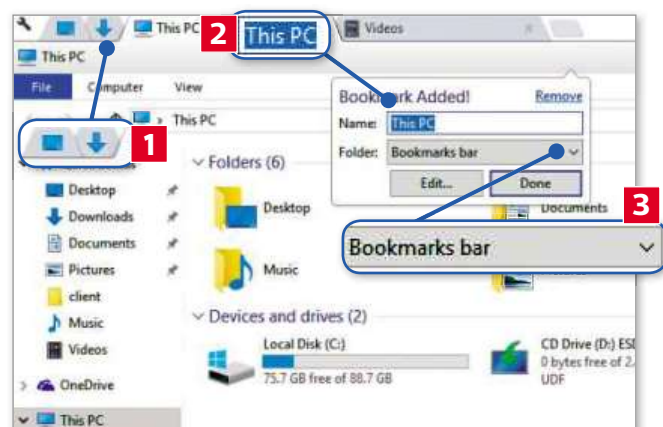 This PC
2
This PC
Videos
This PC
File
Computer
View
Bookmark Added!
Remove
This PC
Name:
This PC
1
Folder:
Bookmarks bar
Folders (6)
Edit...
Done
Desktop
Desktop
Documents
3
Downloads
Documents
Bookmarks bar
Pictures
Music
client
Music
Devices and drives (2)
Videos
Local Disk (C:)
CD Drive (D:)
75.7 GB free of 88.7 GB
0 bytes free of
UDF
OneDrive
This PC